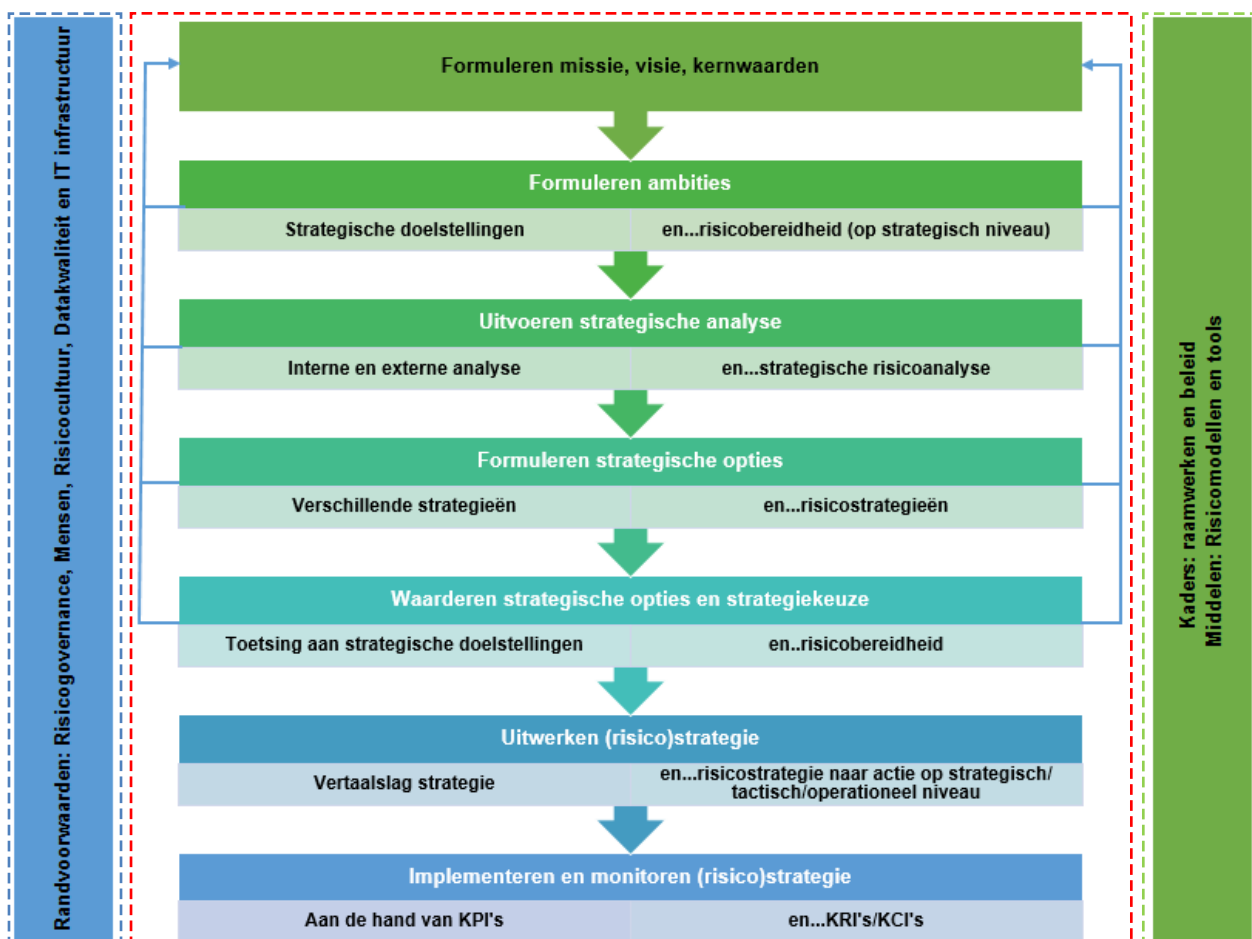 Randvoorwaarden: Risicogovernance, Mensen, Risicocultuur, Datakwaliteit en IT infrastructuur
Formuleren missie, visie, kernwaarden
Formuleren ambities
Strategische doelstellingen
en...risicobereidheid (op strategisch niveau)
Uitvoeren strategische analyse
Interne en externe analyse
en...strategische risicoanalyse
Formuleren strategische opties
Verschillende strategieën
en...risicostrategieën
Waarderen strategische opties en strategiekeuze
Toetsing aan strategische doelstellingen
en..risicobereidheid
Uitwerken (risico)strategie
Vertaalslag strategie
en...risicostrategie naar actie op strategisch/
tactisch/operationeel niveau
Implementeren en monitoren (risico)strategie
Aan de hand van KPI's
en...KRI's/KCI's
Kaders: raamwerken en beleid
Middelen: Risicomodellen en tools